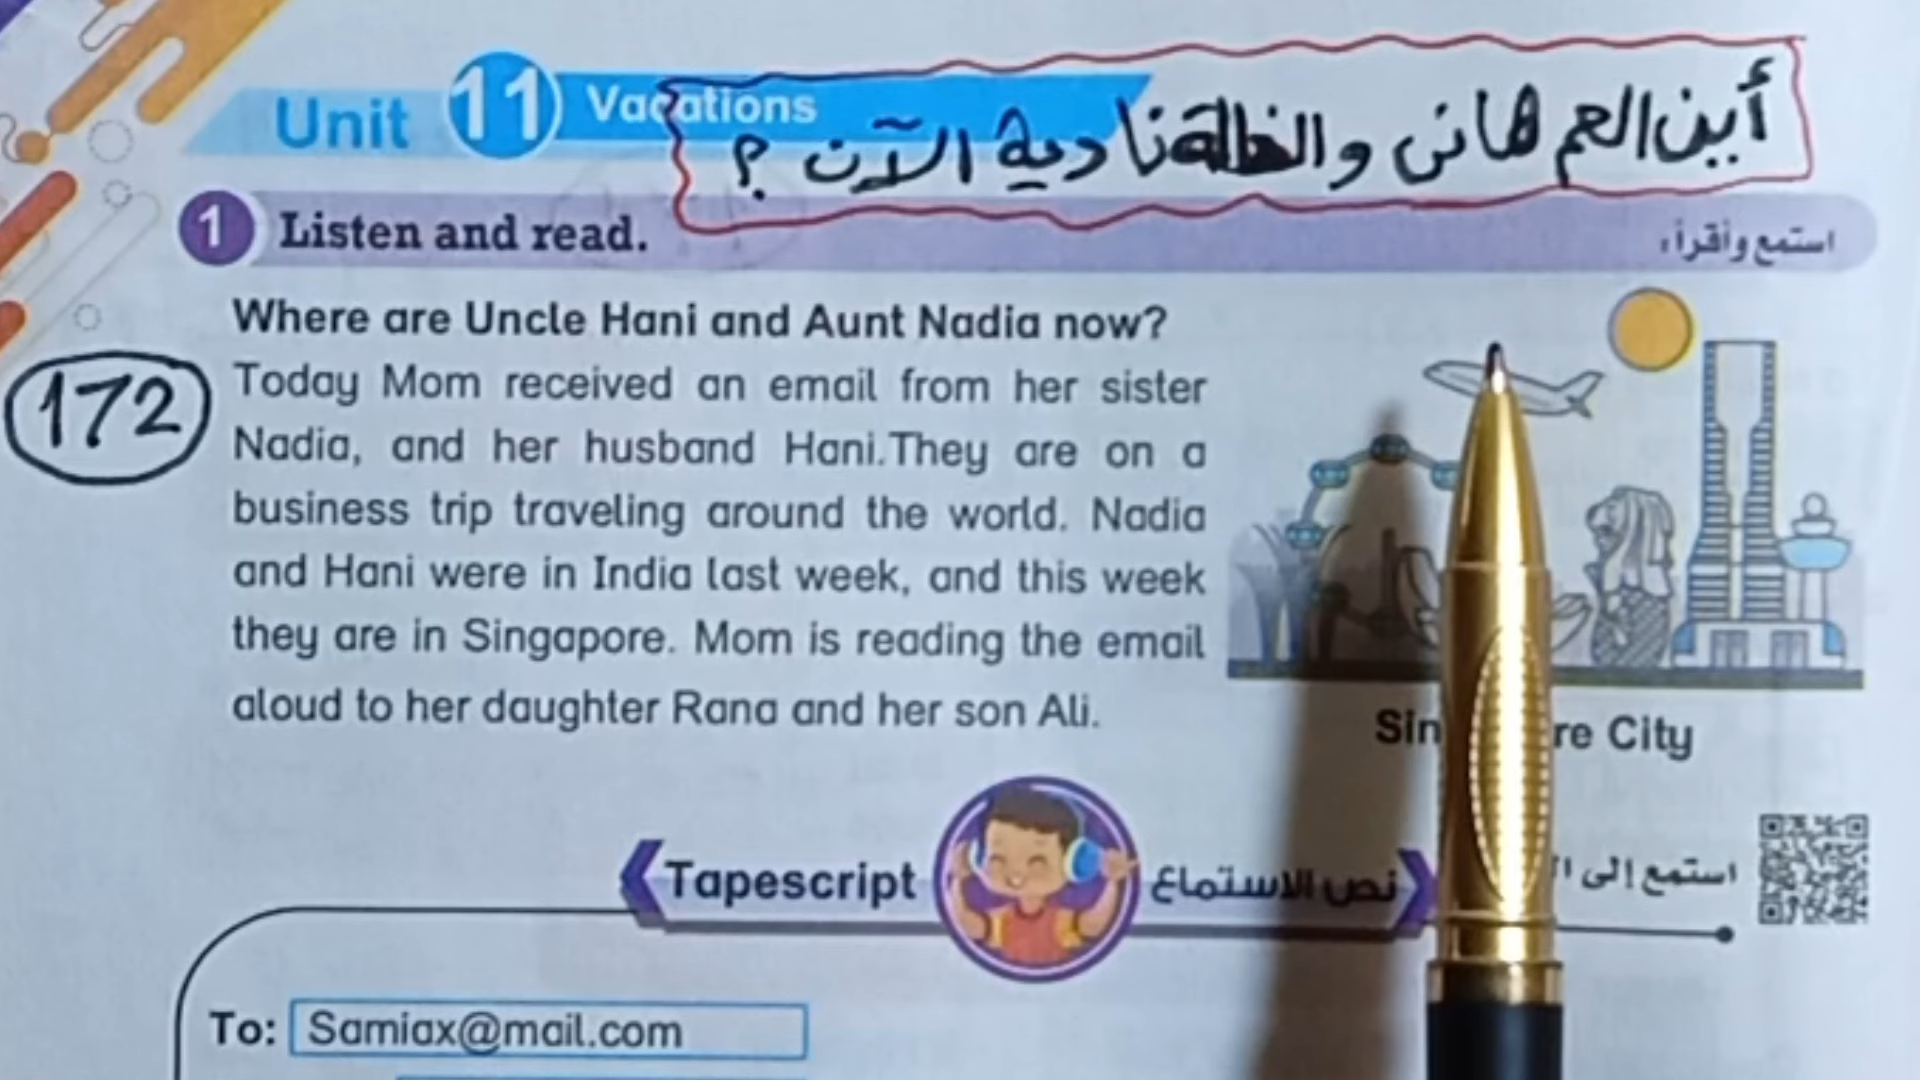 Unit 11 Vacations
أين العم هانى والخالة نادية الآن ؟
1 Listen and read.
استمع وأقرأ:
Where are Uncle Hani and Aunt Nadia now?
172
Today Mom received an email from her sister
Nadia, and her husband Hani.They are on a
business trip traveling around the world. Nadia
and Hani were in India last week, and this week
they are in Singapore. Mom is reading the email
aloud to her daughter Rana and her son Ali.
City
Tapescript
نص الاستماع
استمع إلى
To: Samiax@mail.com